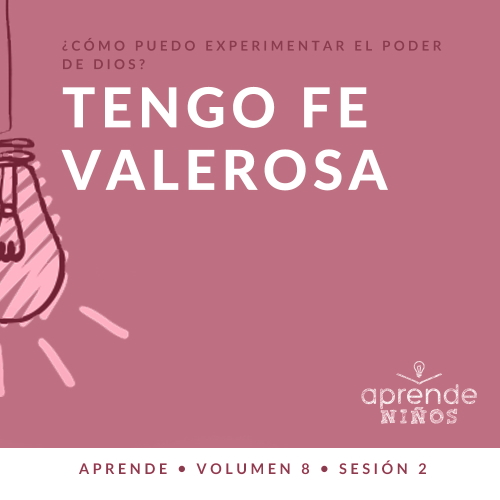 ¿CÓMO PUEDO EXPERIMENTAR EL PODER
DE DIOS?
TENGO FE
VALEROSA
aprende
NIÑOS
APRENDE • VOLUMEN 8 • SESIÓN 2